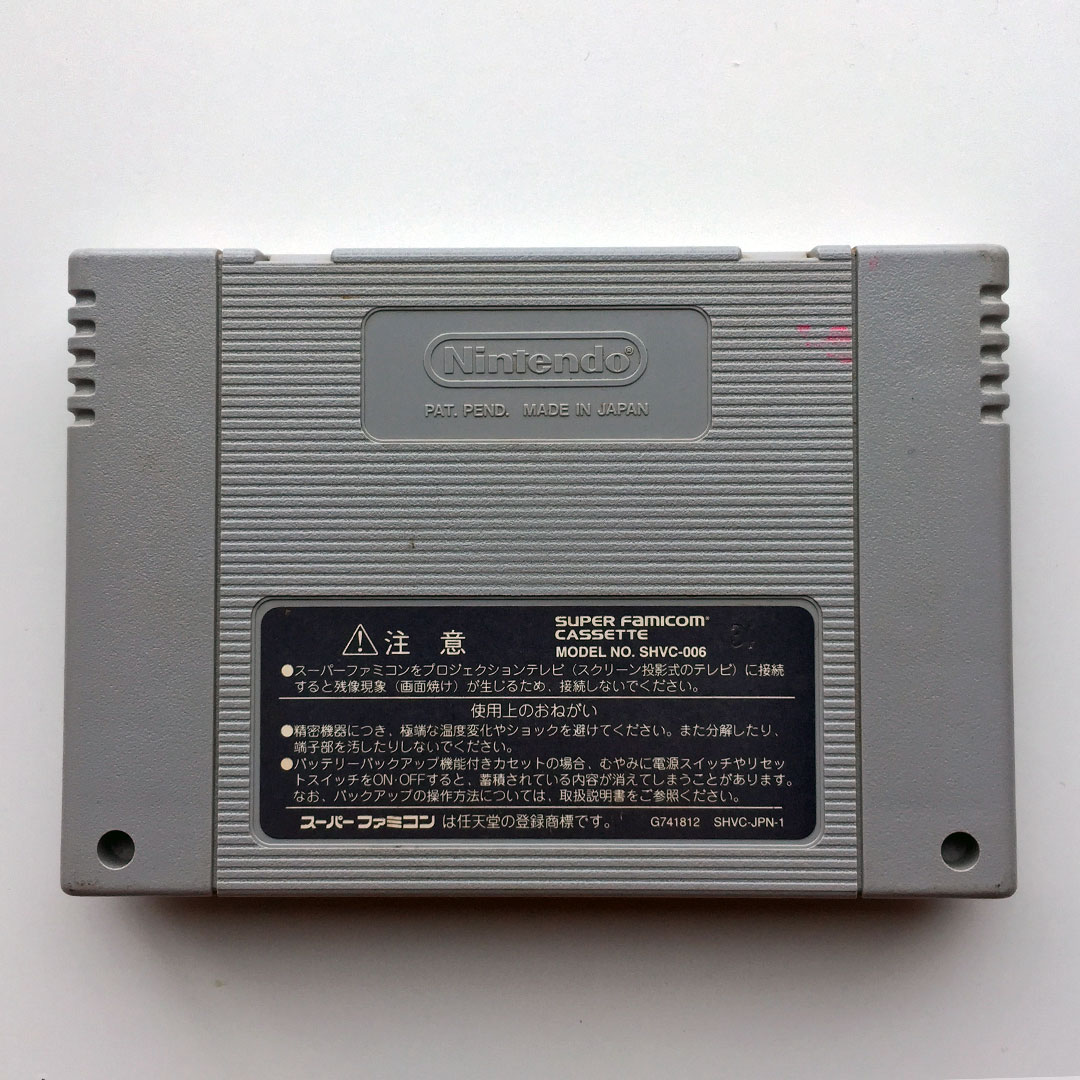 Nintendo®
PAT. PEND. MADE IN JAPAN
⚠注意
SUPER FAMICOM®
CASSETTE
MODEL NO. SHVC-006
●スーパーファミコンをプロジェクションテレビ（スクリーン投影式のテレビ）に接続
すると残像現象（画面焼け）が生じるため、接続しないでください。
使用上のおねがい
●精密機器につき、極端な温度変化やショックを避けてください。また分解したり、
端子部を汚したりしないでください。
●バッテリーバックアップ機能付きカセットの場合、むやみに電源スイッチやリセッ
トスイッチをON・OFFすると、蓄積されている内容が消えてしまうことがあります。
なお、バックアップの操作方法については、取扱説明書をご参照ください。
スーパーファミコンは任天堂の登録商標です。 G741812 SHVC-JPN-1